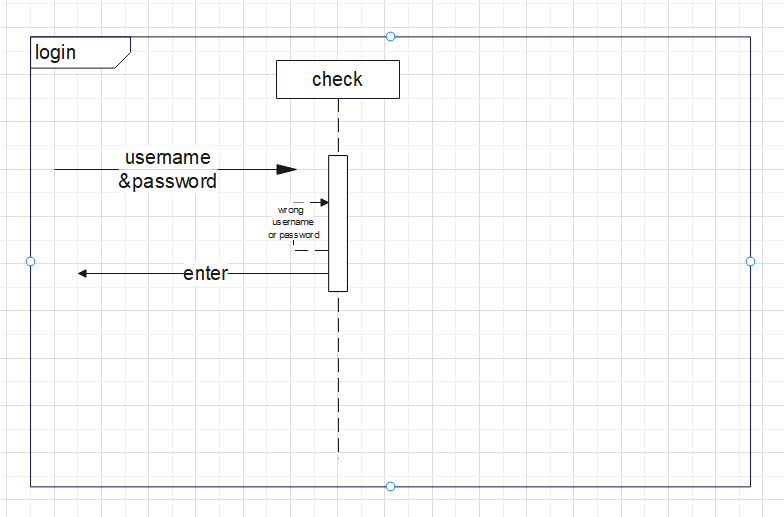 login
check
username
&password
wrong
username
or password
enter